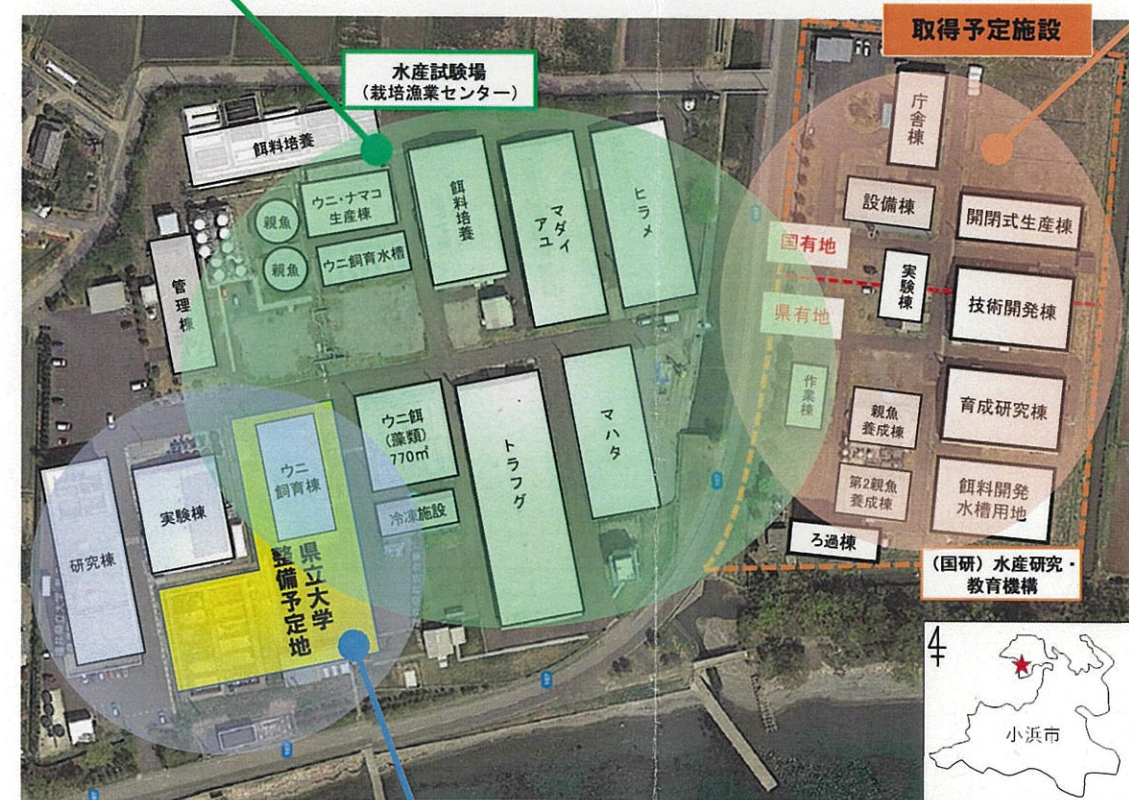 取得予定施設
水産試験場
（栽培漁業センター）
餌料培養
ウニ・ナマコ
生産棟
親魚
ウニ飼育水槽
親魚
管理棟
餌料培養
マダイ
アユ
ヒラメ
庁舎棟
設備棟
開閉式生産棟
国有地
実験棟
技術開発棟
県有地
作業棟
親魚
養成棟
育成研究棟
第2親魚
養成棟
餌料開発
水槽用地
ろ過棟
（国研）水産研究・
教育機構
ウニ餌
（藻類）
770㎡
冷凍施設
トラフグ
マハタ
ウニ
飼育棟
実験棟
研究棟
県立大学
整備予定地
小浜市